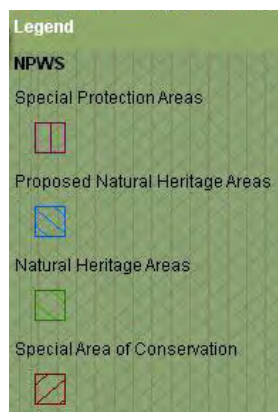 Legend
NPWS
Special Protection Areas
Proposed Natural Heritage Areas
Natural Heritage Areas
Special Area of Conservation